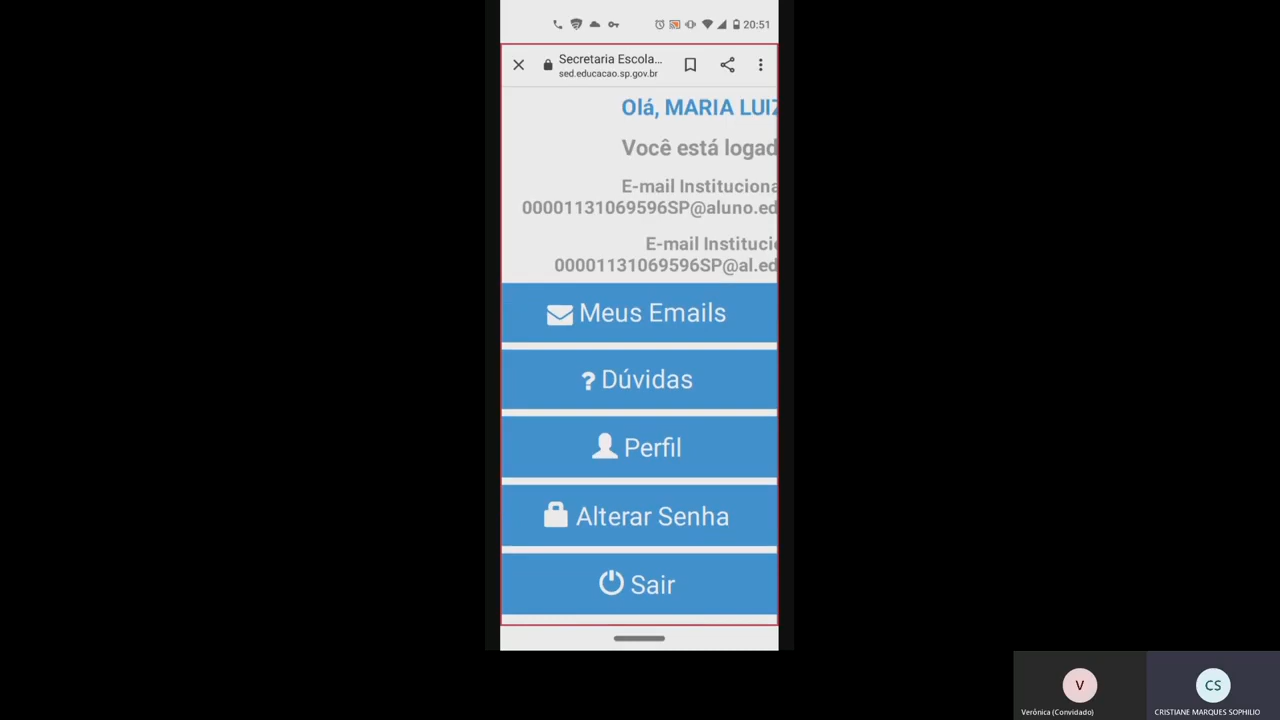 20:51
Secretaria Escola...
sed.educacao.sp.gov.br
Olá, MARIA LUIZ
Você está logad
E-mail Instituciona
00001131069596SP@aluno.ed
E-mail Institucio
00001131069596SP@al.ed
Meus Emails
? Dúvidas
Perfil
Alterar Senha
Sair
V
CS
Verônica (Convidado)
CRISTIANE MARQUES SOPHILIO